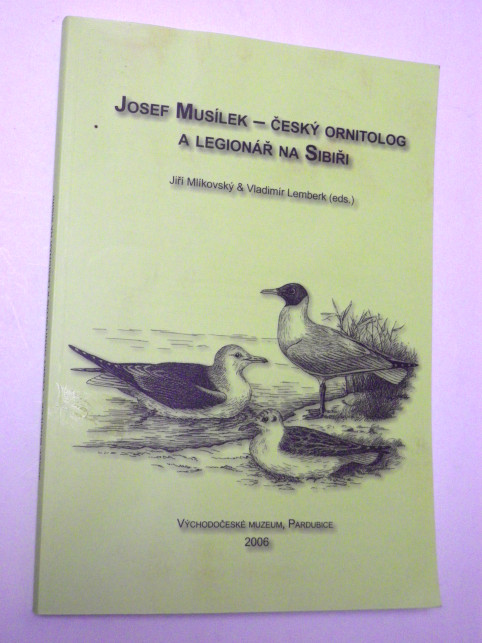 Josef Musílek – český ornitolog
a legionář na Sibiři
Jiří Mlíkovský & Vladimír Lemberk (eds.)
Východočeské muzeum, Pardubice
2006